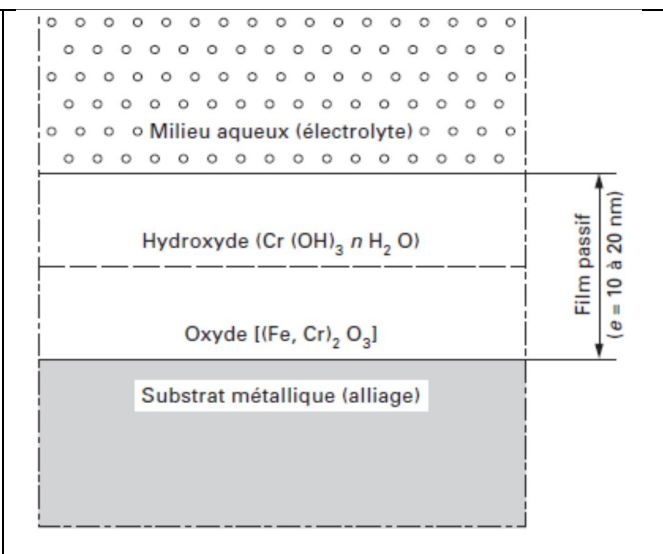 Milieu aqueux (électrolyte)
Hydroxyde (Cr (OH)₃ n H₂ O)
Oxyde [(Fe, Cr)₂ O₃]
Substrat métallique (alliage)
Film passif
(e = 10 à 20 nm)